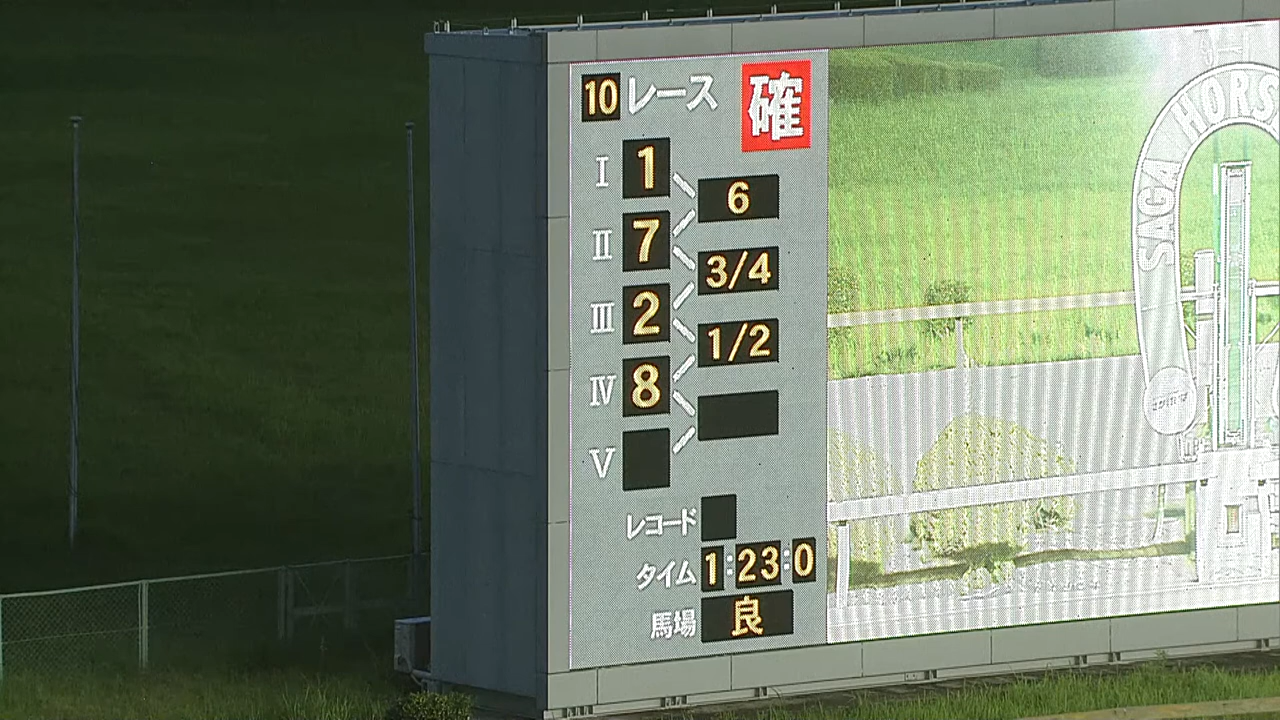 10 レース 確
I 1
6
II 7
3/4
III 2
1/2
IV 8
V
レコード
タイム 1:23:0
馬場 良
SAGA HORS